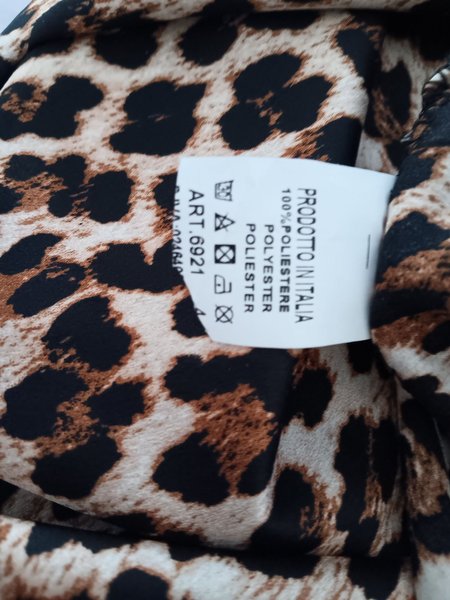 PRODOTTO IN ITALIA
100%POLIESTERE
POLYESTER
POLIESTER
ART.6921